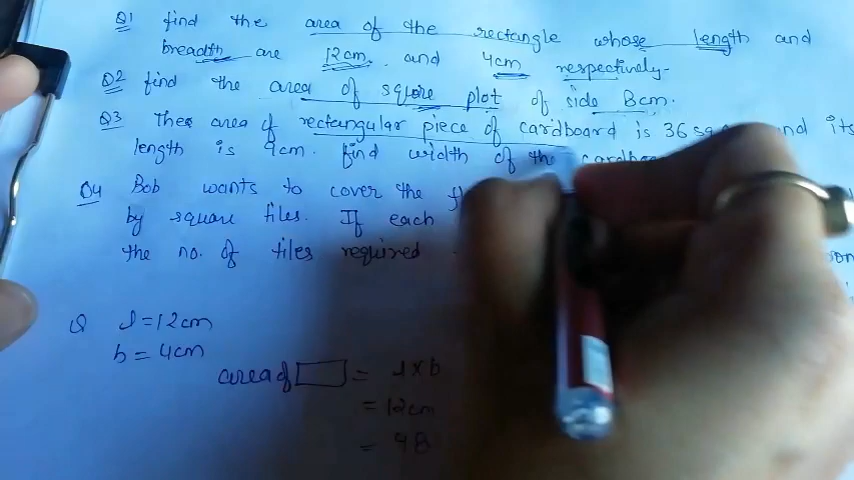 Q1 find the area of the rectangle whose length and
breadth are 12cm. and 4cm respectively.
Q2 find the area of square plot of side 8cm.
Q3 The area of rectangular piece of cardboard is 36 and its
length is 9cm. find width of the
Q4 Bob wants to cover the
by square tiles. If each
the no. of tiles required
l = 12cm
b = 4cm
area of = l × b
= 12cm
= 48